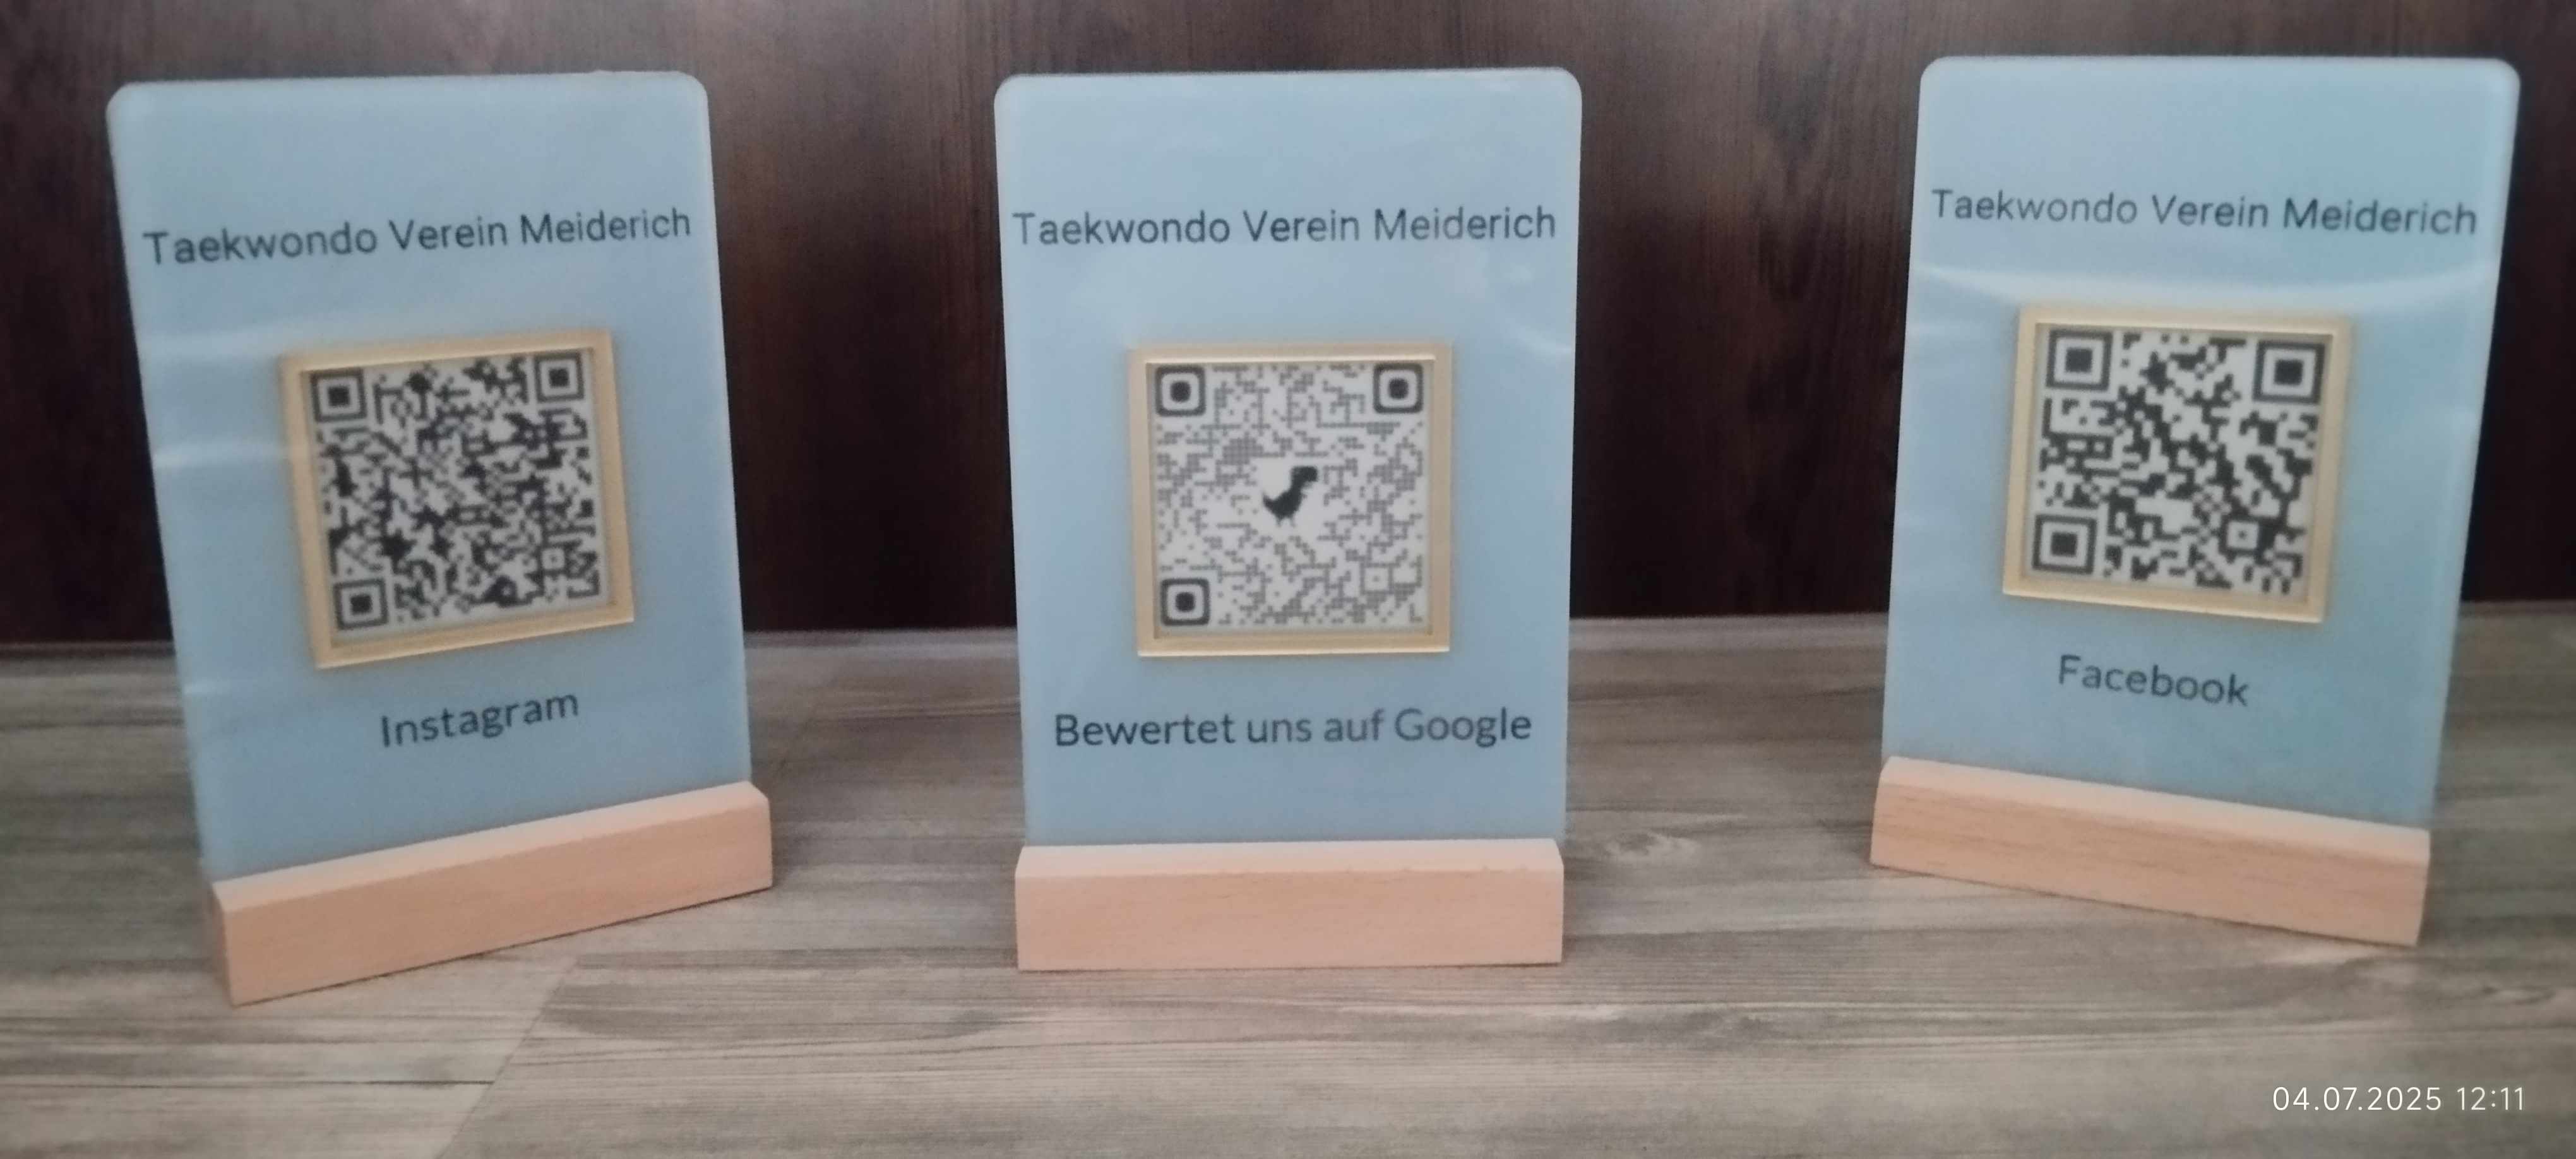 Taekwondo Verein Meiderich
Instagram
Taekwondo Verein Meiderich
Bewertet uns auf Google
Taekwondo Verein Meiderich
Facebook
04.07.2025 12:11